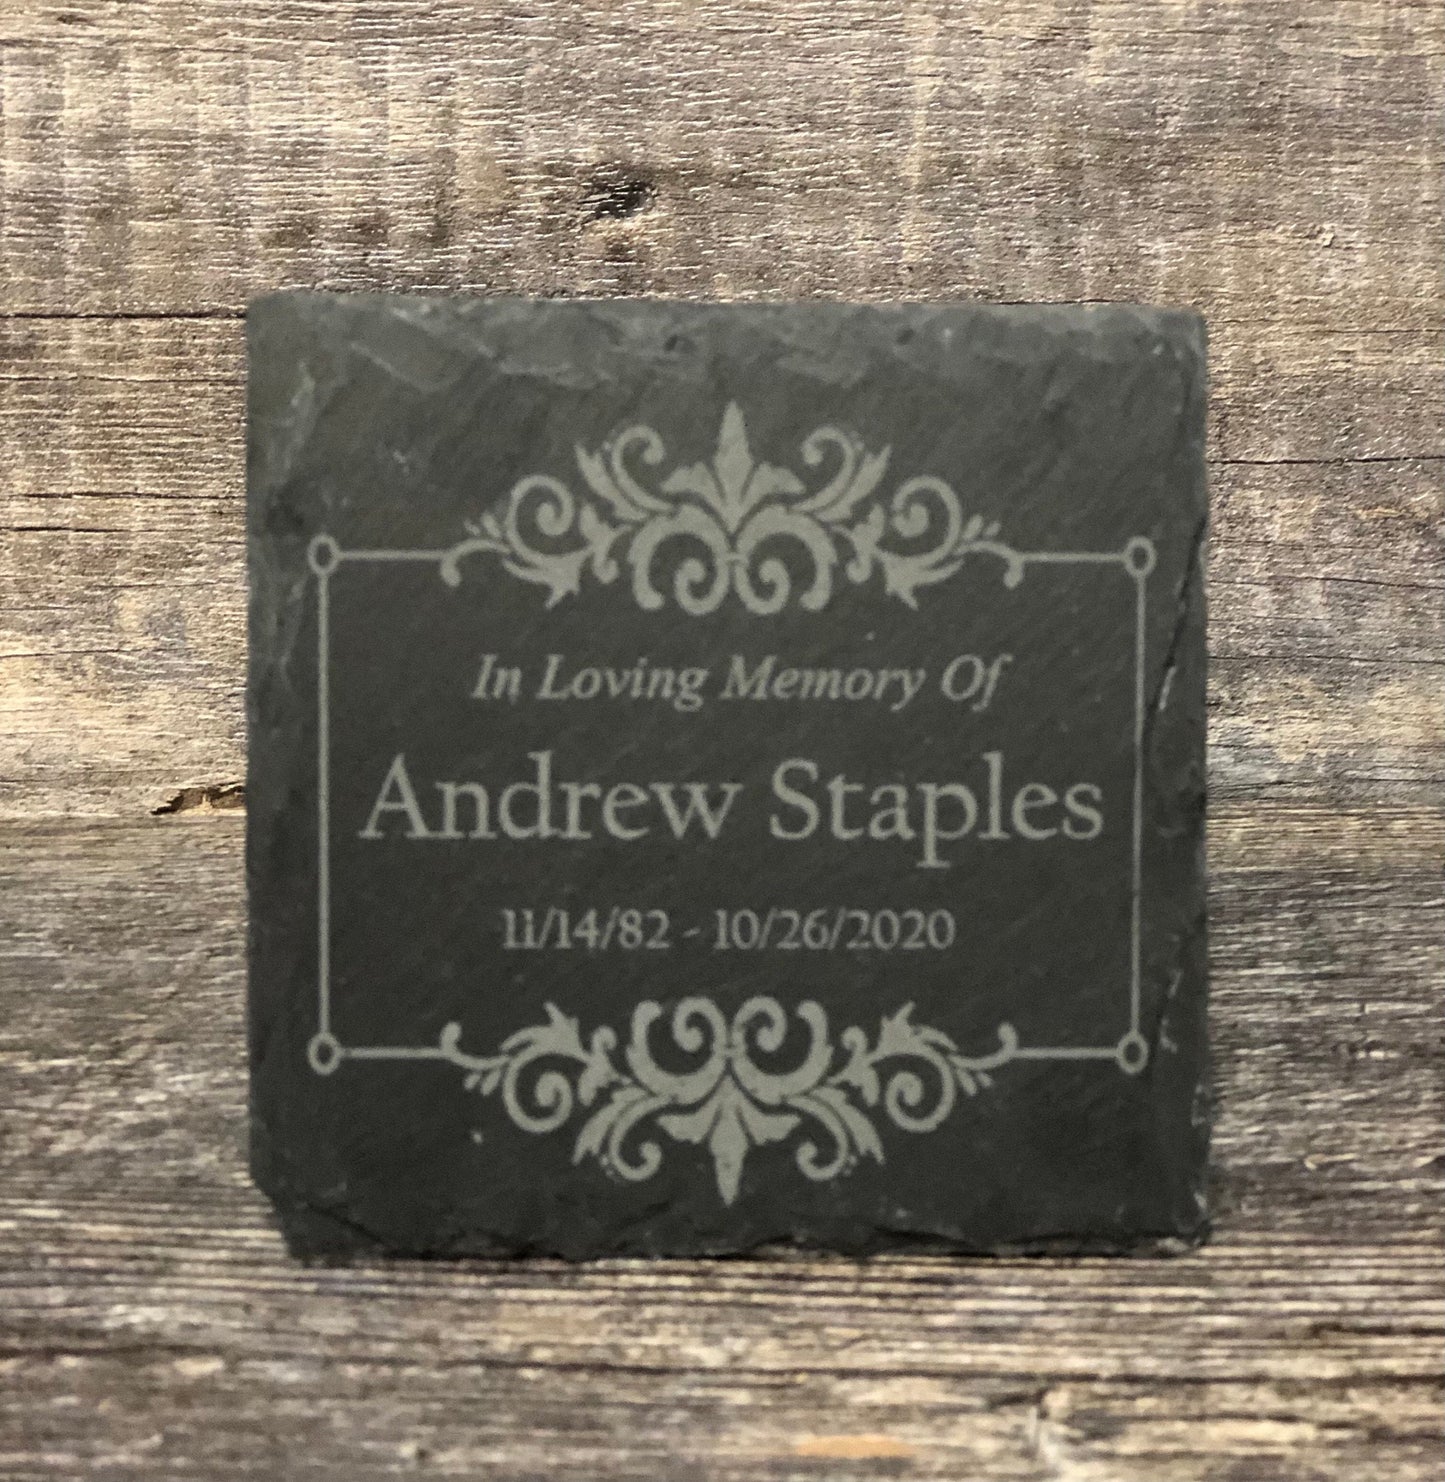 In Loving Memory Of
Andrew Staples
11/14/82 - 10/26/2020